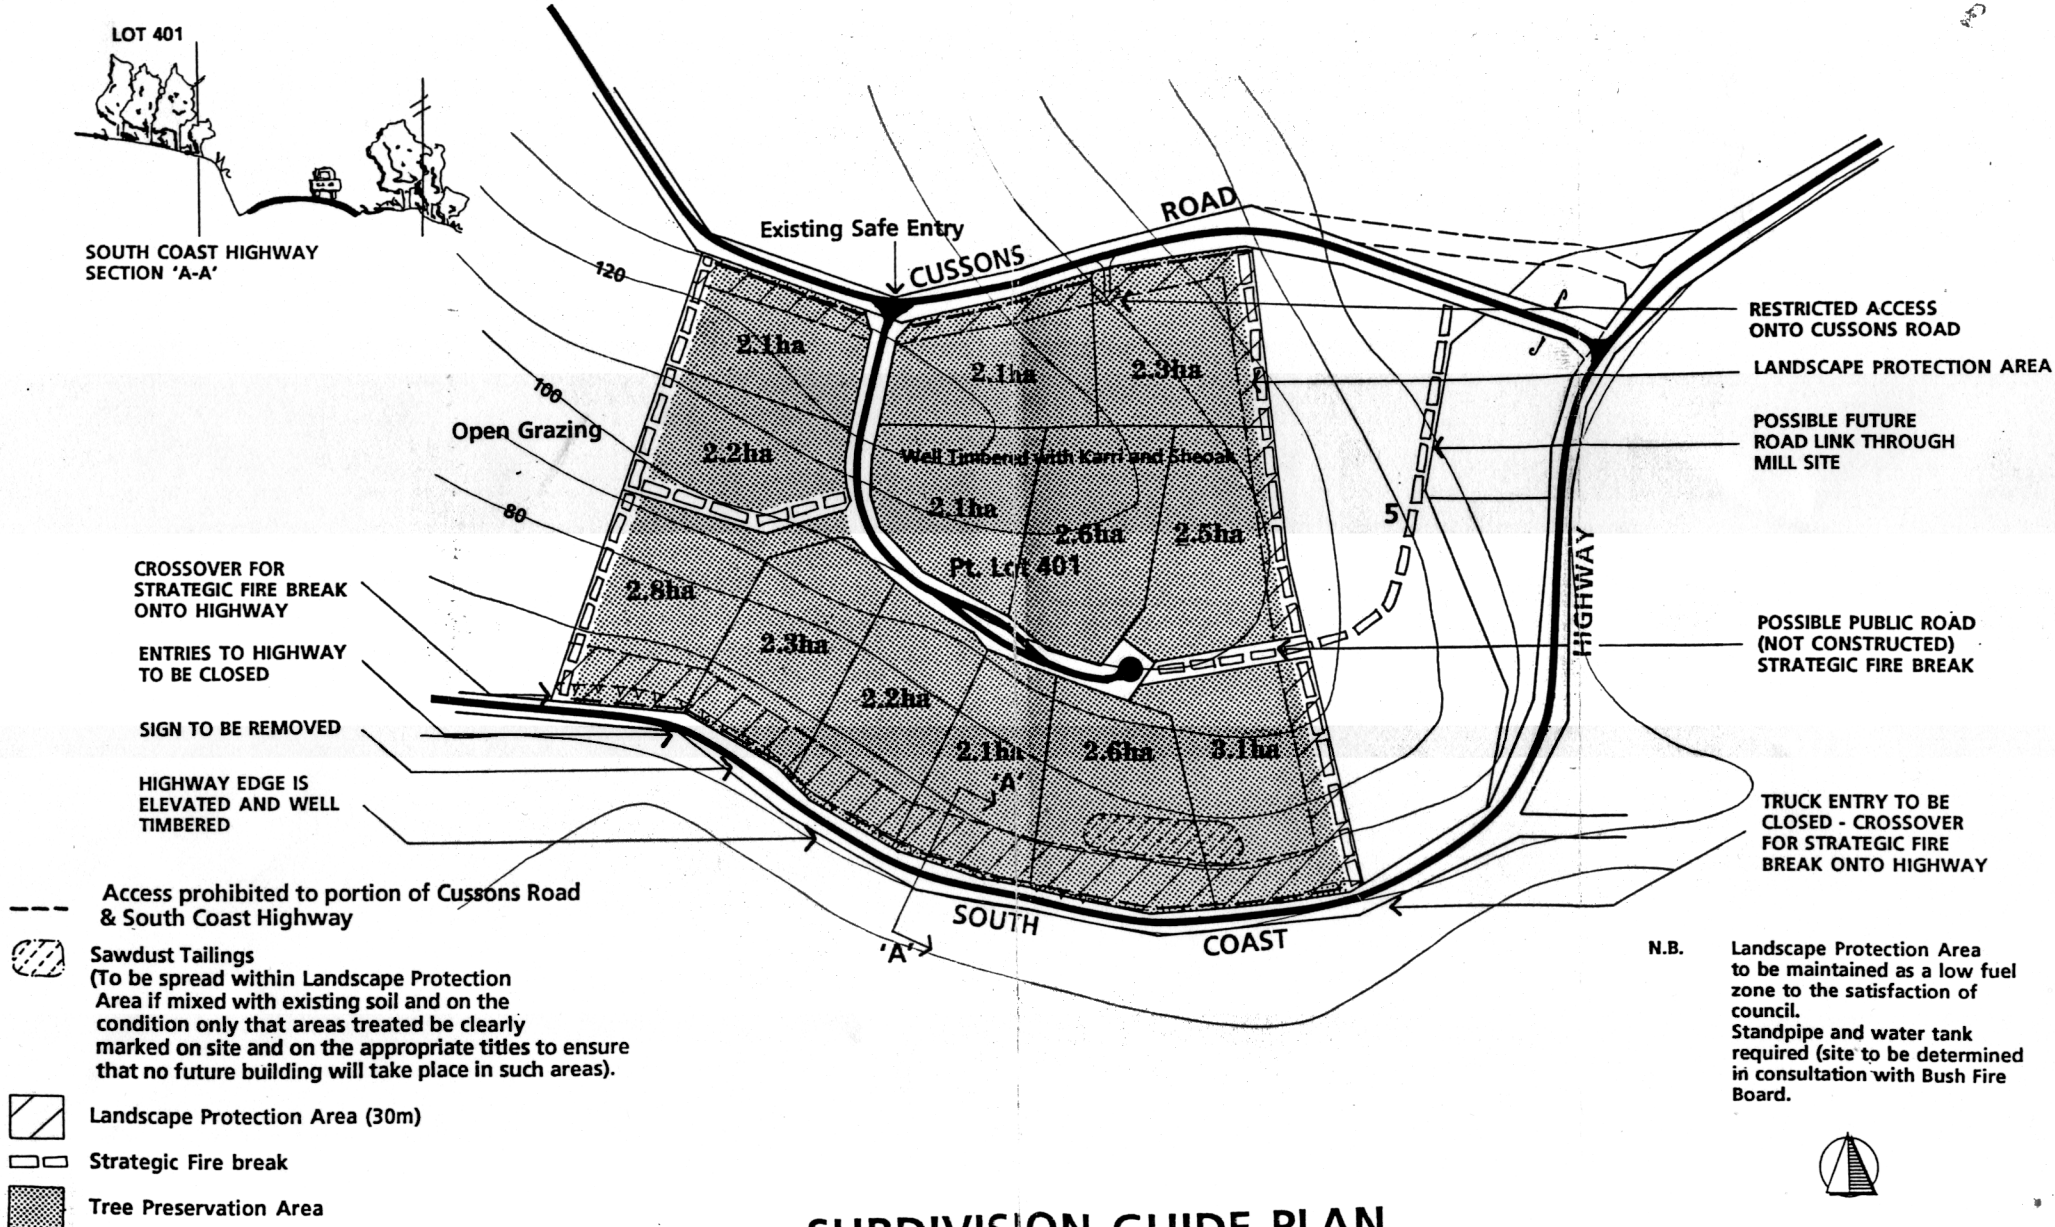 LOT 401
SOUTH COAST HIGHWAY
SECTION 'A-A'
Existing Safe Entry
CUSSONS
ROAD
120
100
80
Open Grazing
2.1ha
2.2ha
2.1ha
2.3ha
Well Timbered with Karri and Sheoak
2.1ha
2.6ha
2.5ha
Pt. Lot 401
2.8ha
2.3ha
2.2ha
2.1ha
2.6ha
3.1ha
5
'A'
'A'
SOUTH
COAST
HIGHWAY
RESTRICTED ACCESS
ONTO CUSSONS ROAD
LANDSCAPE PROTECTION AREA
POSSIBLE FUTURE
ROAD LINK THROUGH
MILL SITE
POSSIBLE PUBLIC ROAD
(NOT CONSTRUCTED)
STRATEGIC FIRE BREAK
TRUCK ENTRY TO BE
CLOSED - CROSSOVER
FOR STRATEGIC FIRE
BREAK ONTO HIGHWAY
CROSSOVER FOR
STRATEGIC FIRE BREAK
ONTO HIGHWAY
ENTRIES TO HIGHWAY
TO BE CLOSED
SIGN TO BE REMOVED
HIGHWAY EDGE IS
ELEVATED AND WELL
TIMBERED
Access prohibited to portion of Cussons Road
& South Coast Highway
Sawdust Tailings
(To be spread within Landscape Protection
Area if mixed with existing soil and on the
condition only that areas treated be clearly
marked on site and on the appropriate titles to ensure
that no future building will take place in such areas).
Landscape Protection Area (30m)
Strategic Fire break
Tree Preservation Area
N.B.
Landscape Protection Area
to be maintained as a low fuel
zone to the satisfaction of
council.
Standpipe and water tank
required (site to be determined
in consultation with Bush Fire
Board.
SUBDIVISION GUIDE PLAN